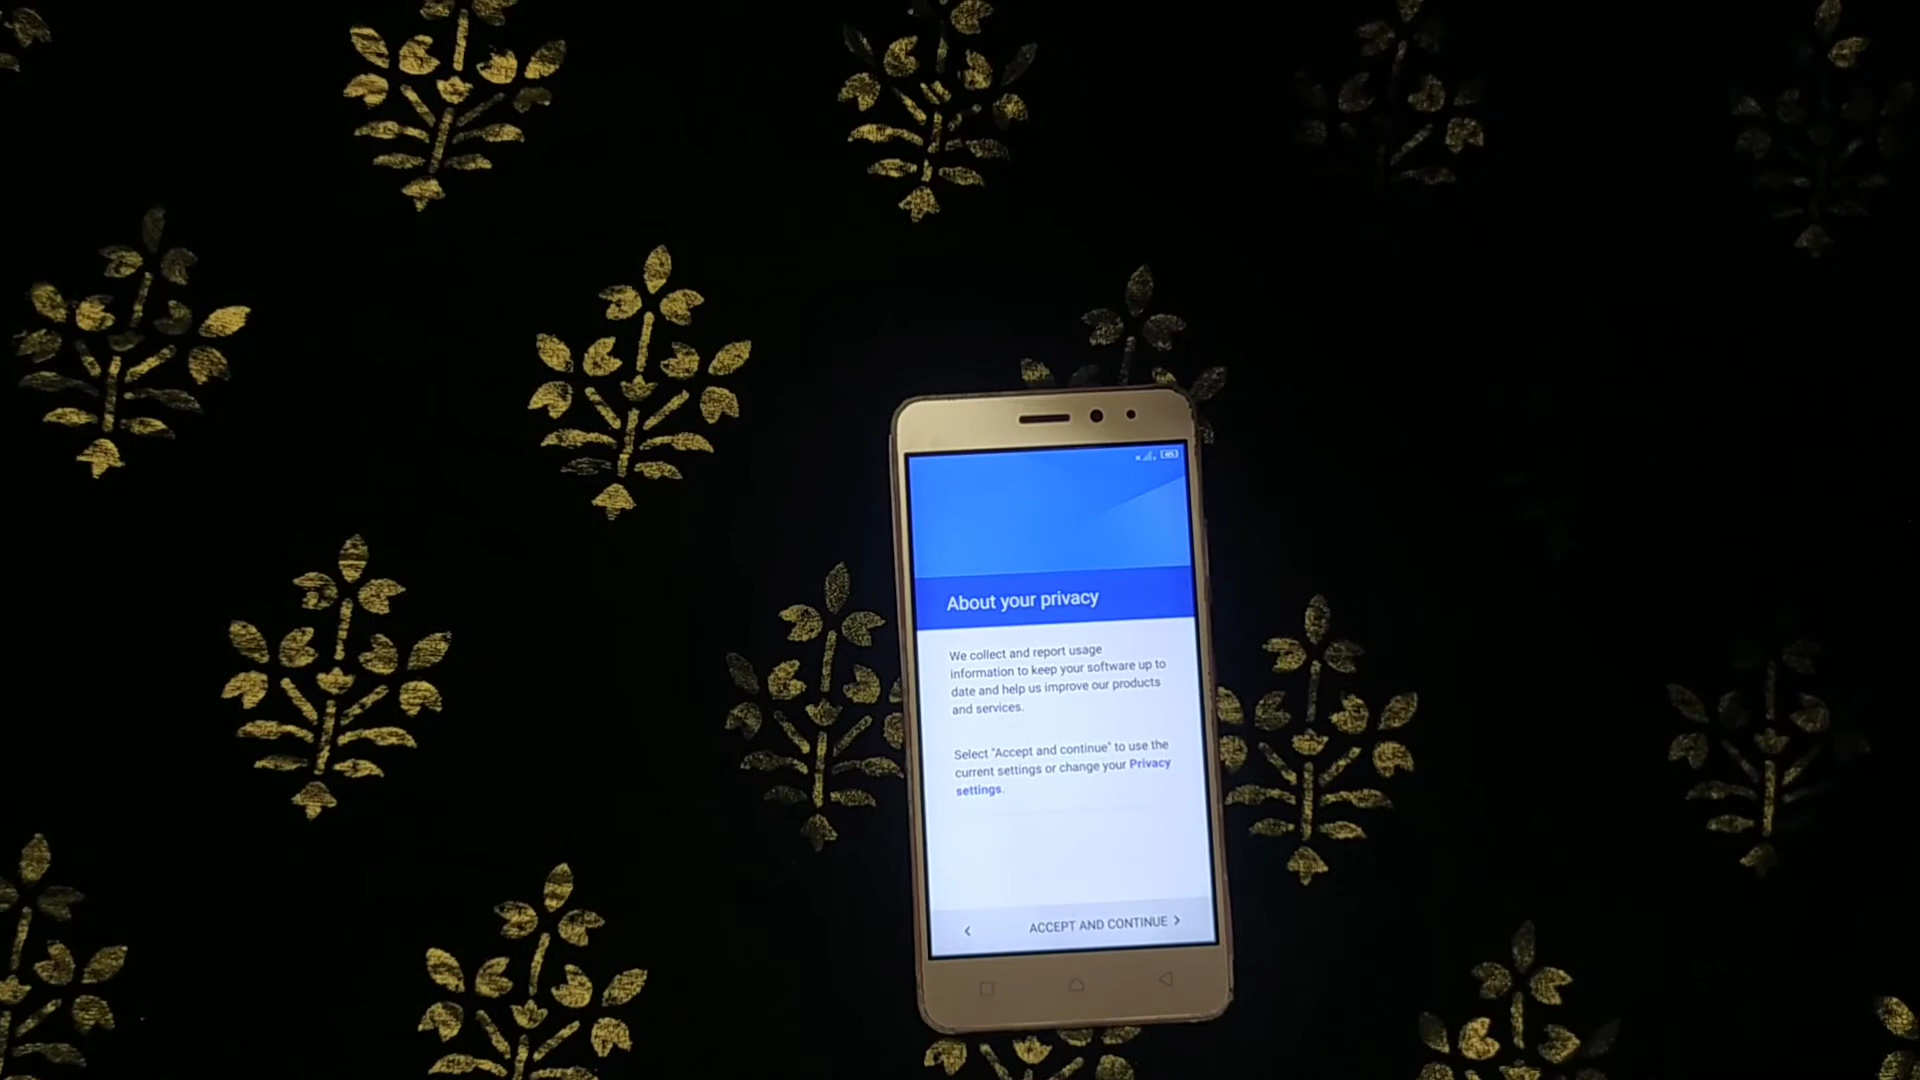 About your privacy
We collect and report usage
information to keep your software up to
date and help us improve our products
and services.
Select "Accept and continue" to use the
current settings or change your Privacy
settings.
ACCEPT AND CONTINUE